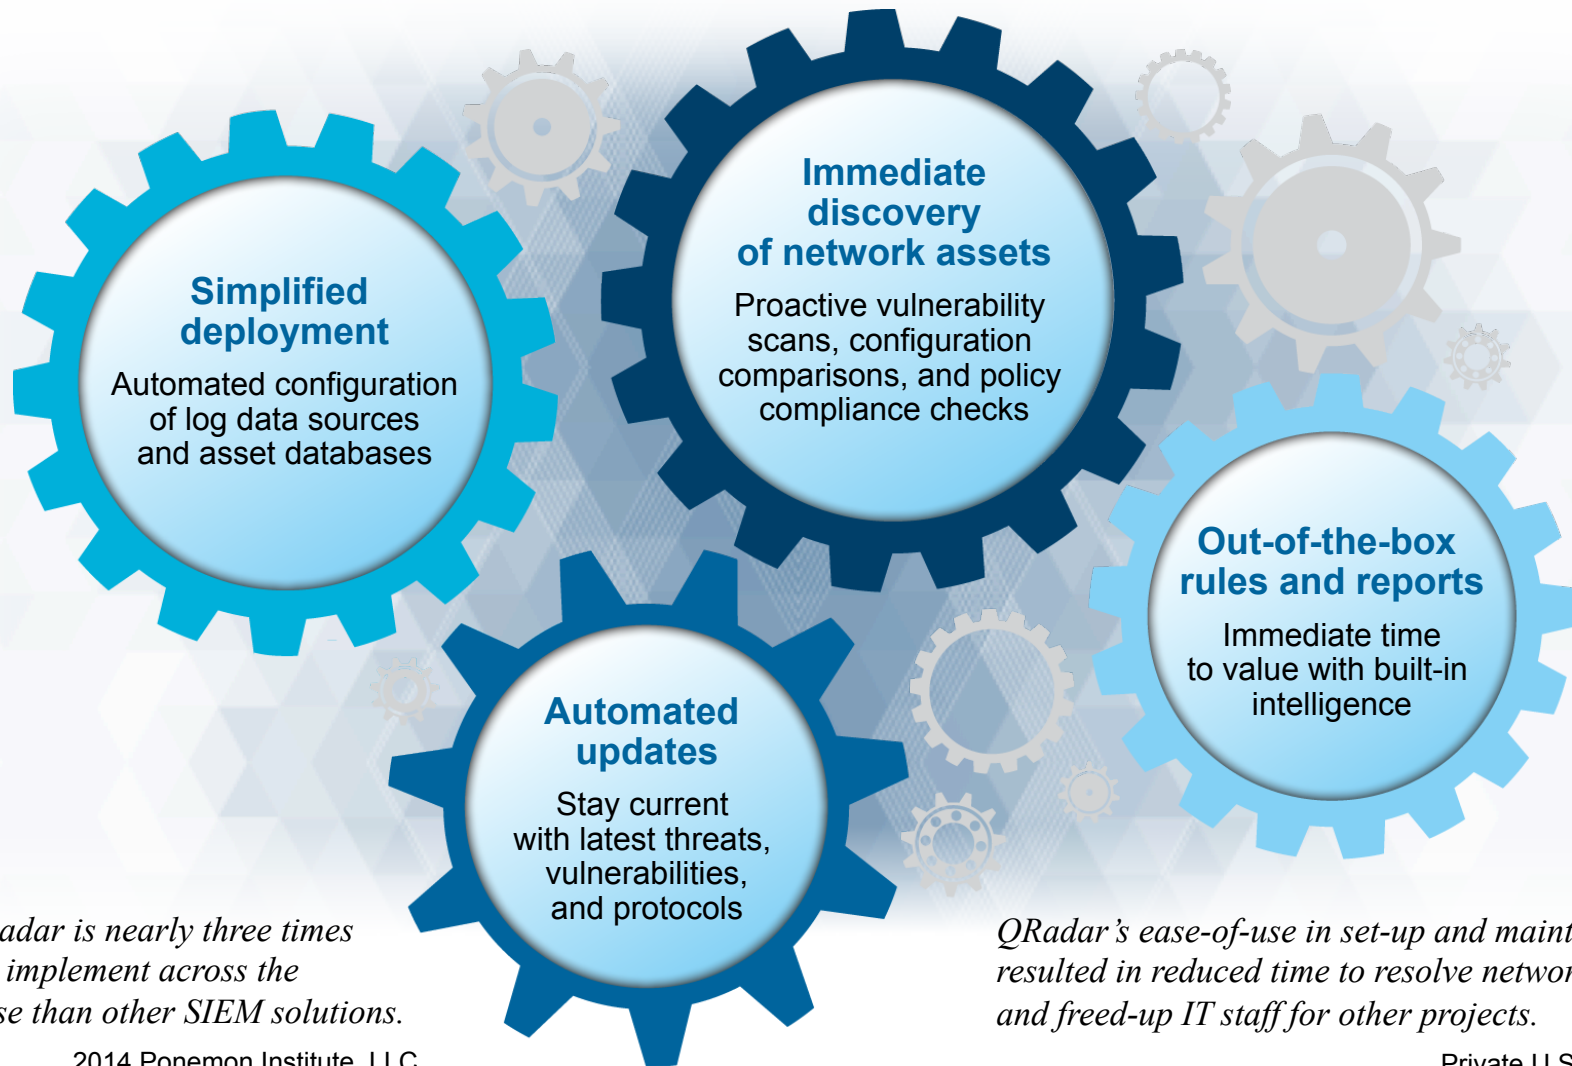 Simplified
deployment
Automated configuration
of log data sources
and asset databases
Immediate
discovery
of network assets
Proactive vulnerability
scans, configuration
comparisons, and policy
compliance checks
Out-of-the-box
rules and reports
Immediate time
to value with built-in
intelligence
Automated
updates
Stay current
with latest threats,
vulnerabilities,
and protocols
adar is nearly three times
implement across the
se than other SIEM solutions.
2014 Ponemon Institute, LLC
QRadar’s ease-of-use in set-up and maint
resulted in reduced time to resolve networ
and freed-up IT staff for other projects.
Private U.S